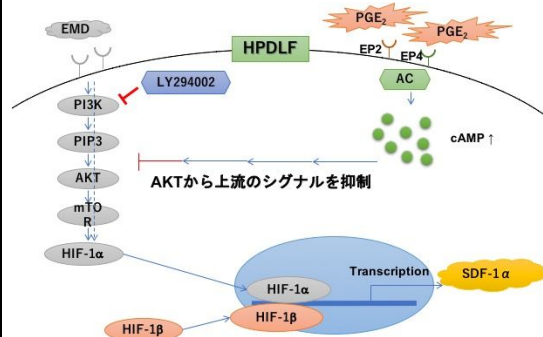 EMD
PGE2
PGE2
HPDLF
EP2
EP4
LY294002
AC
PI3K
cAMP ↑
PIP3
AKTから上流のシグナルを抑制
AKT
mTO
R
HIF-1α
Transcription
SDF-1α
HIF-1α
HIF-1β
HIF-1β